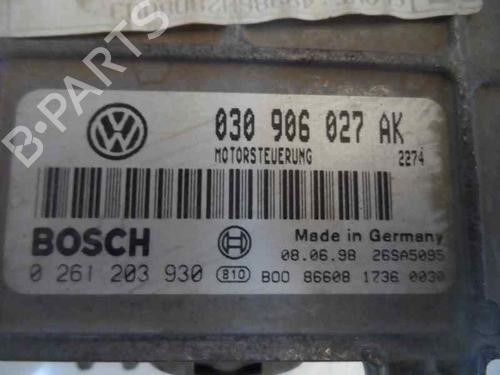 VW
030 906 027 AK
MOTORSTEUERUNG 2274
BOSCH
Made in Germany
08.06.98 26SA5095
0 261 203 930 810 B00 86608 1736 0030
B-PARTS